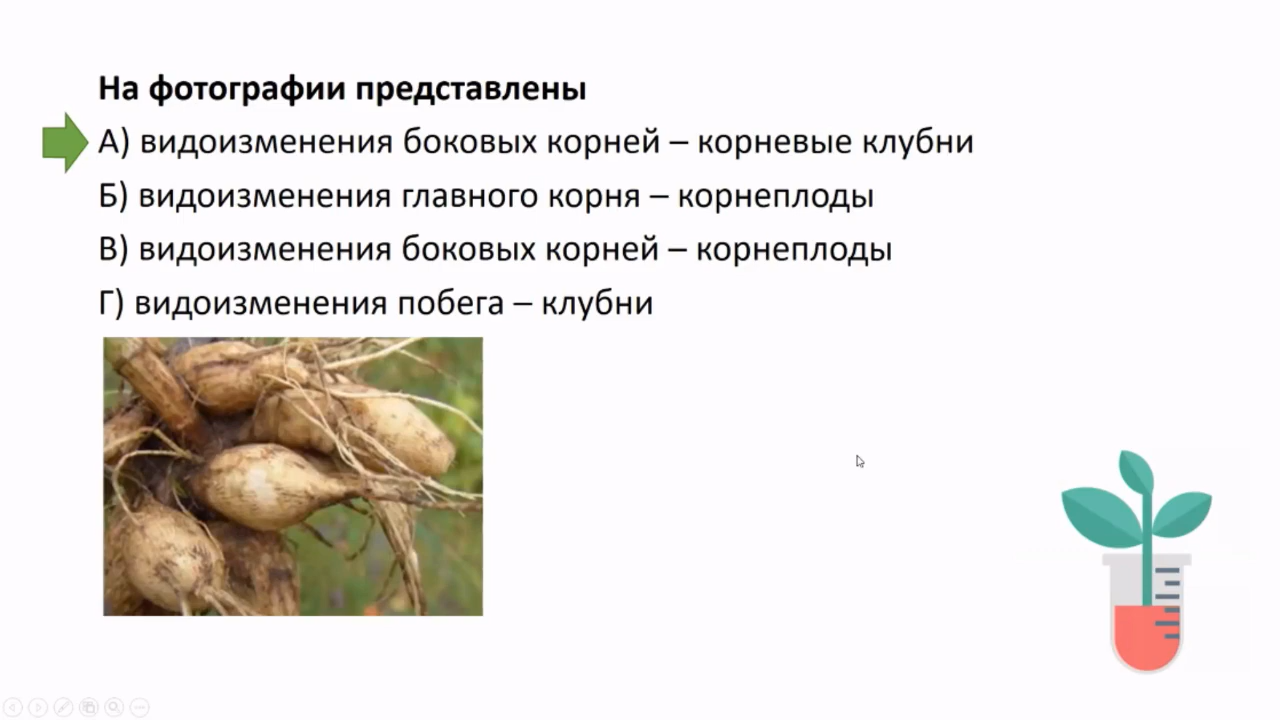 На фотографии представлены
А) видоизменения боковых корней – корневые клубни
Б) видоизменения главного корня – корнеплоды
В) видоизменения боковых корней – корнеплоды
Г) видоизменения побега – клубни